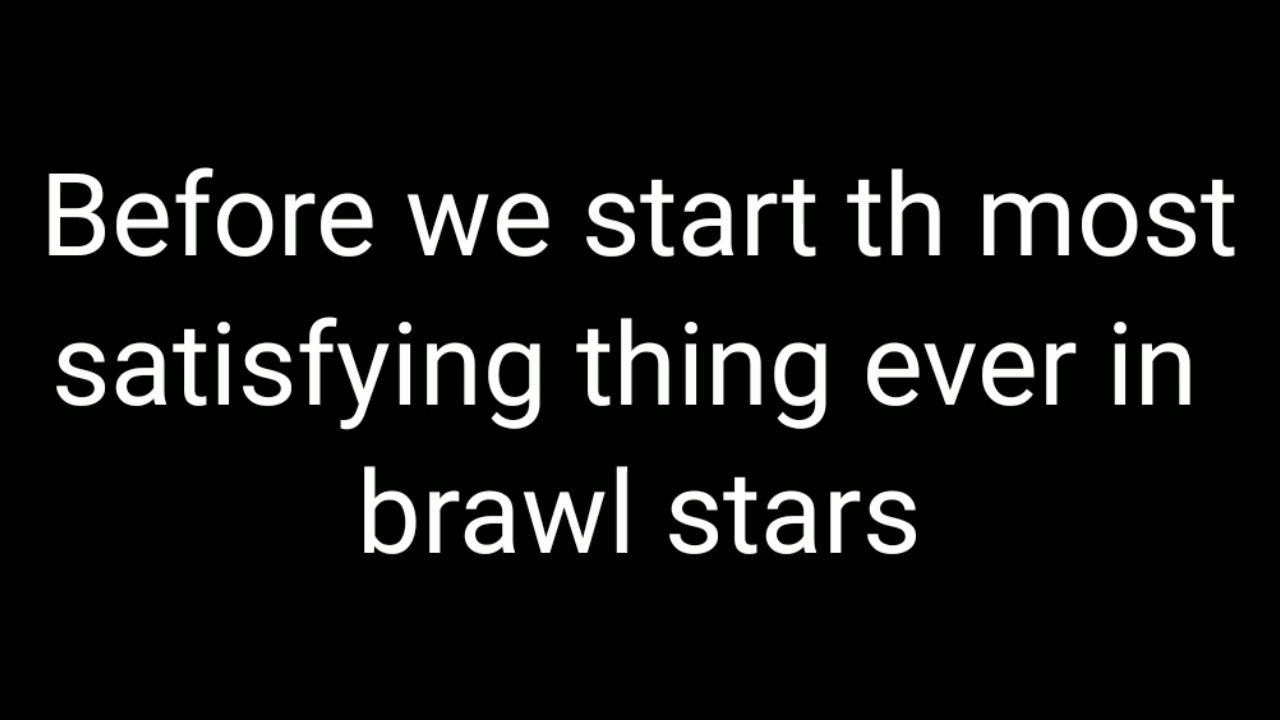 Before we start th most
satisfying thing ever in
brawl stars